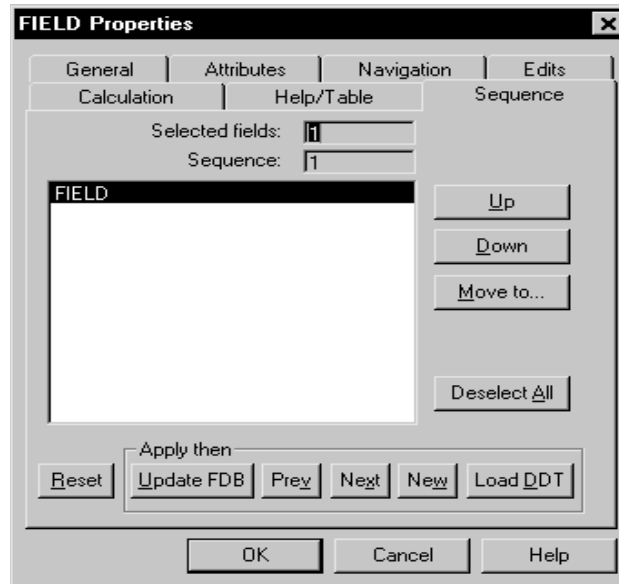 FIELD Properties
General Attributes Navigation Edits
Calculation Help/Table Sequence
Selected fields: 1
Sequence: 1
FIELD
Up
Down
Move to...
Deselect All
Apply then
Reset Update FDB Prev Next New Load DDT
OK Cancel Help